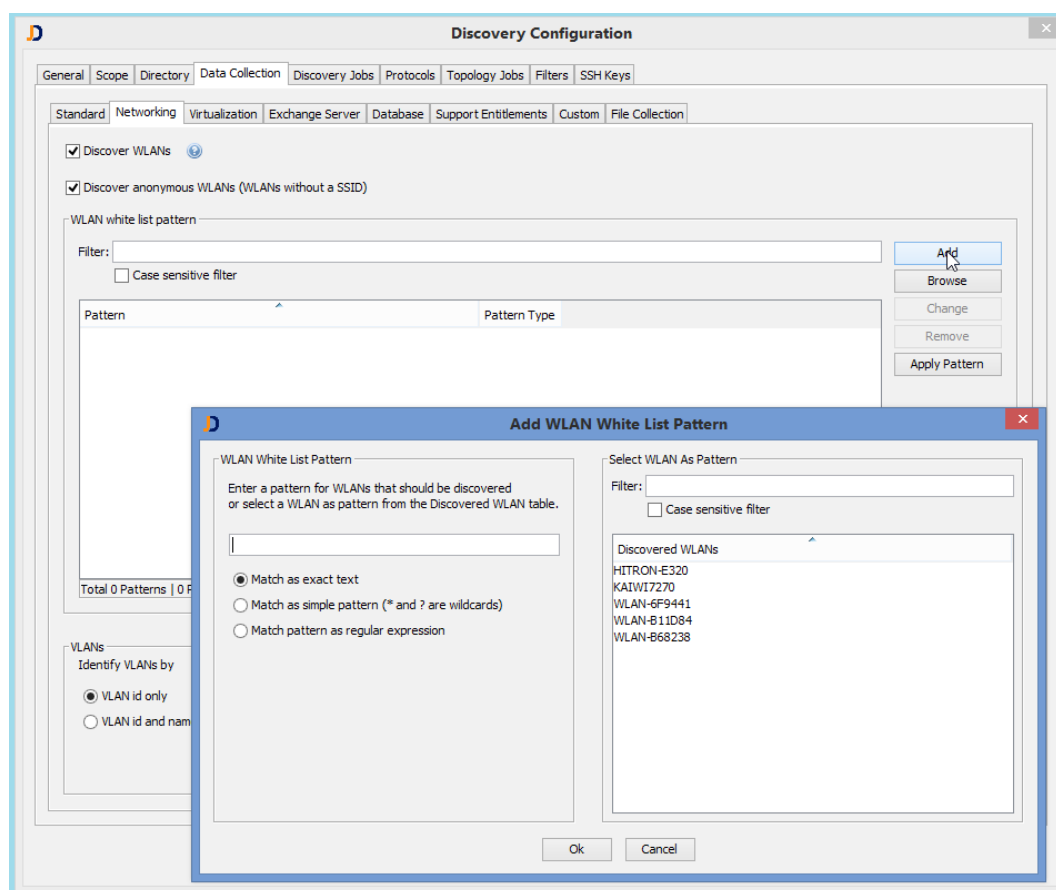 Discovery Configuration
General Scope Directory Data Collection Discovery Jobs Protocols Topology Jobs Filters SSH Keys
Standard Networking Virtualization Exchange Server Database Support Entitlements Custom File Collection
Discover WLANs
Discover anonymous WLANs (WLANs without a SSID)
WLAN white list pattern
Filter:
Add
Case sensitive filter
Browse
Pattern Pattern Type
Change
Remove
Apply Pattern
Total 0 Patterns | 0
VLANs
Identify VLANs by
VLAN id only
VLAN id and nam
Add WLAN White List Pattern
WLAN White List Pattern
Enter a pattern for WLANs that should be discovered
or select a WLAN as pattern from the Discovered WLAN table.
Match as exact text
Match as simple pattern (* and ? are wildcards)
Match pattern as regular expression
Select WLAN As Pattern
Filter:
Case sensitive filter
Discovered WLANs
HITRON-E320
KAIWI7270
WLAN-6F9441
WLAN-B11D84
WLAN-B68238
Ok Cancel